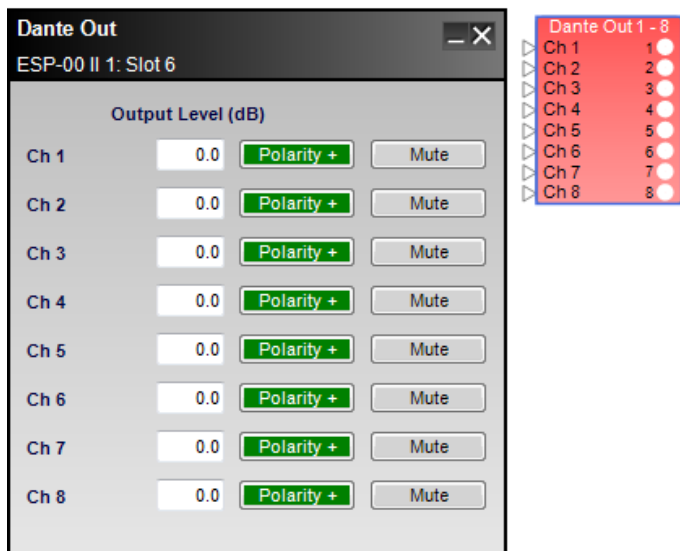 Dante Out
ESP-00 II 1: Slot 6
Output Level (dB)
Ch 1 0.0 Polarity + Mute
Ch 2 0.0 Polarity + Mute
Ch 3 0.0 Polarity + Mute
Ch 4 0.0 Polarity + Mute
Ch 5 0.0 Polarity + Mute
Ch 6 0.0 Polarity + Mute
Ch 7 0.0 Polarity + Mute
Ch 8 0.0 Polarity + Mute
Dante Out 1 - 8
Ch 1 1
Ch 2 2
Ch 3 3
Ch 4 4
Ch 5 5
Ch 6 6
Ch 7 7
Ch 8 8